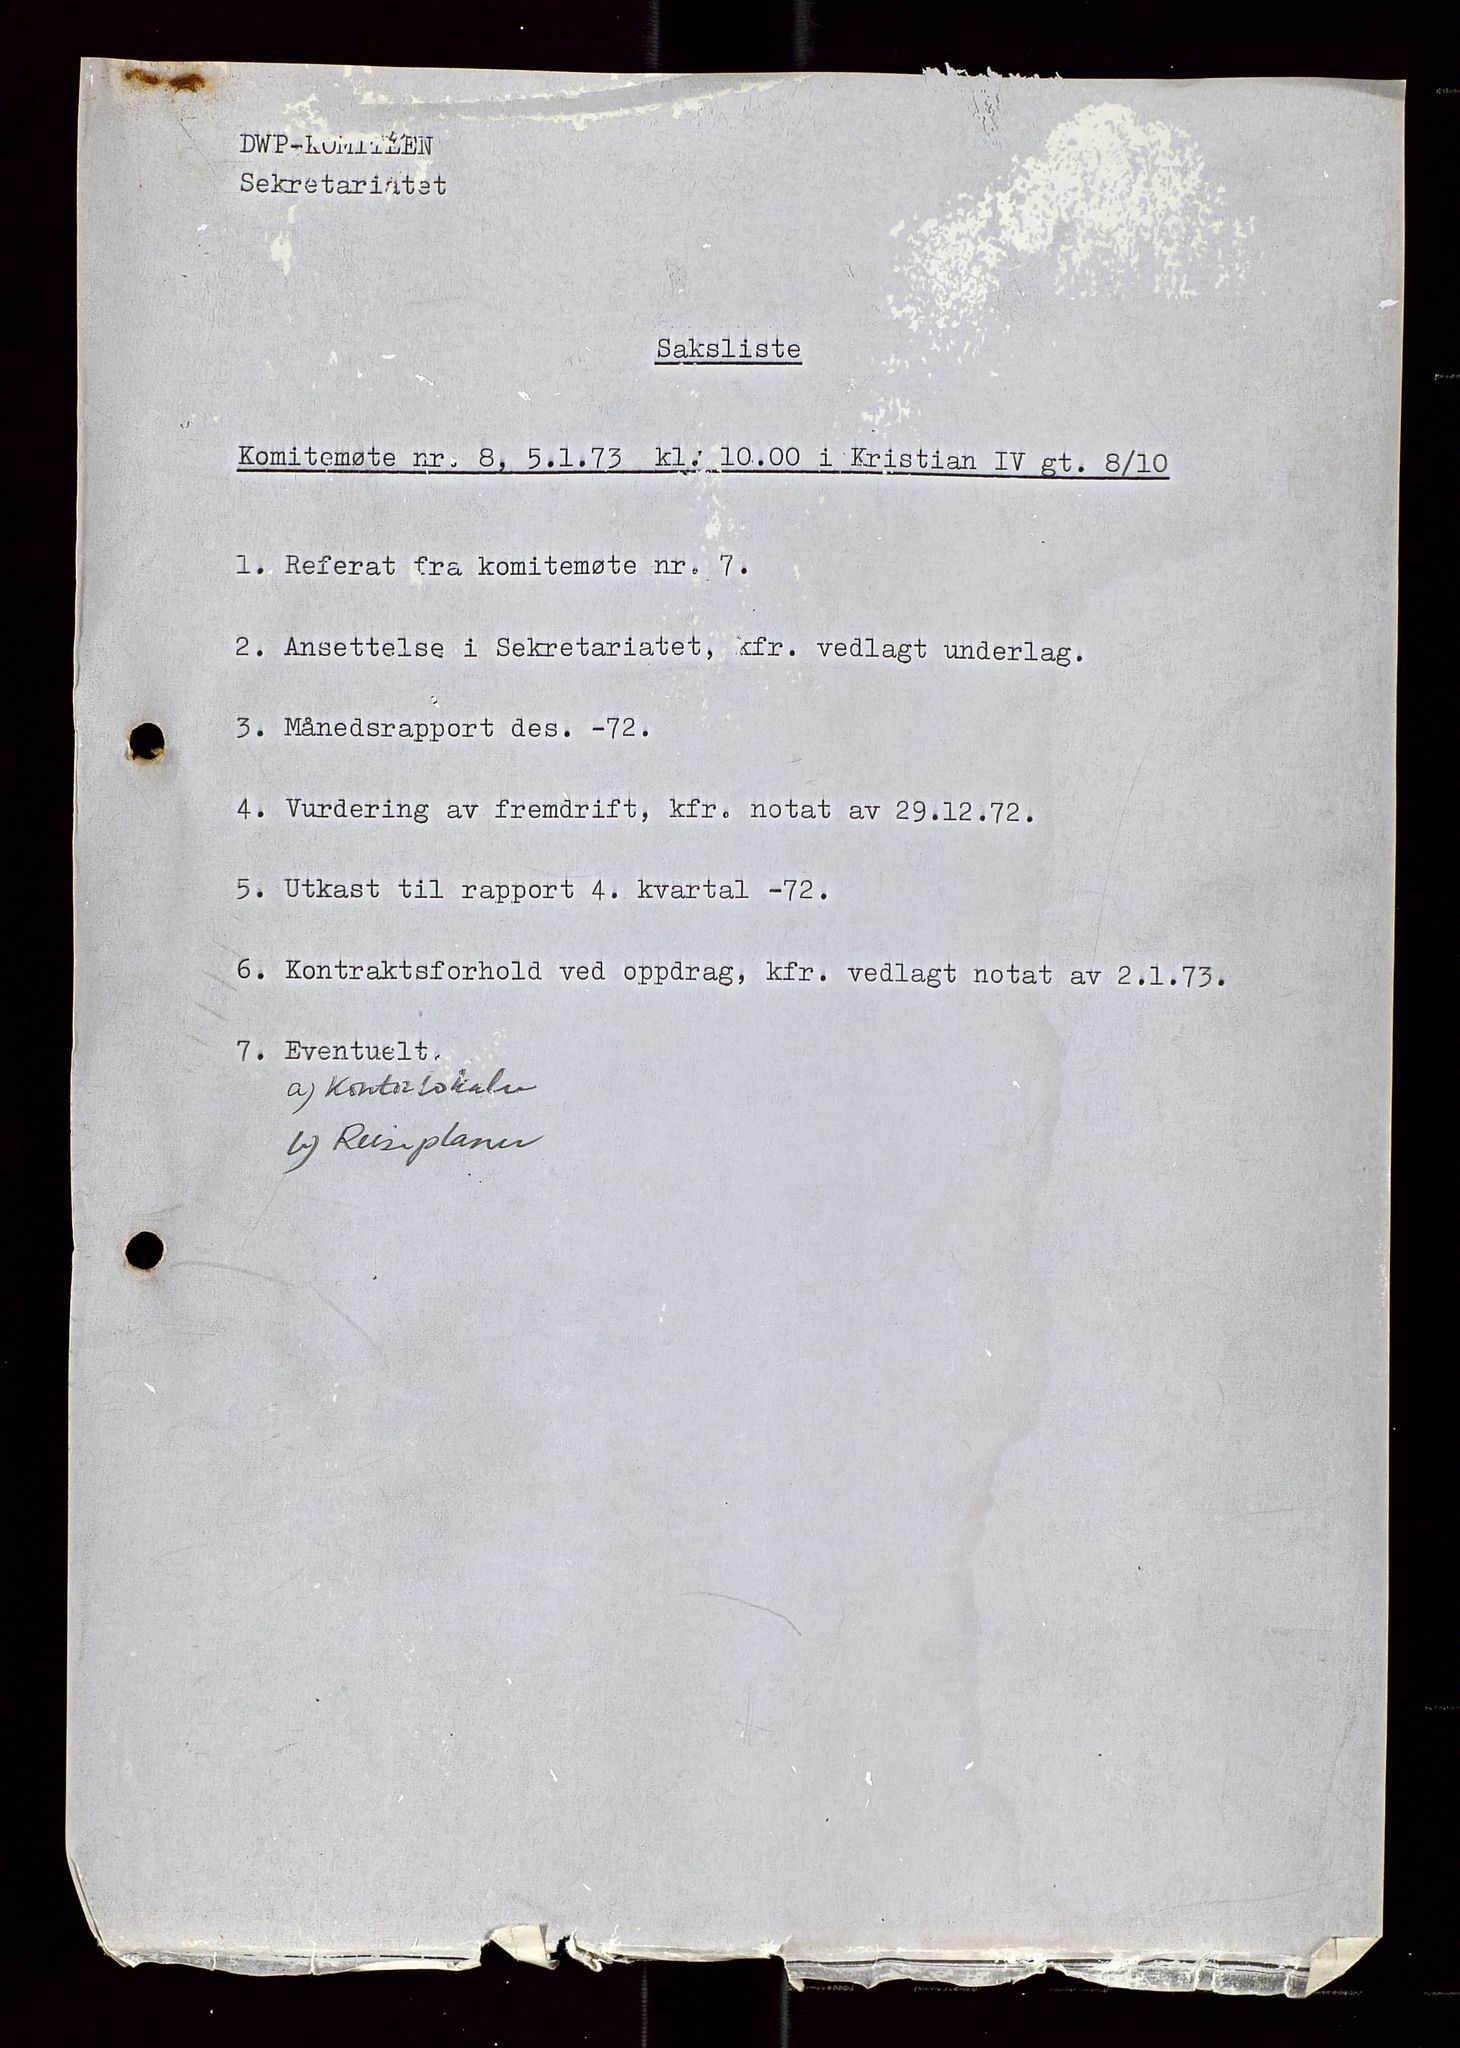 DWP-KOMITEEN
Sekretariatet
Saksliste
Komitemøte nr. 8, 5.1.73 kl. 10.00 i Kristian IV gt. 8/10
1. Referat fra komitemøte nr. 7.
2. Ansettelse i Sekretariatet, kfr. vedlagt underlag.
3. Månedsrapport des. -72.
4. Vurdering av fremdrift, kfr. notat av 29.12.72.
5. Utkast til rapport 4. kvartal -72.
6. Kontraktsforhold ved oppdrag, kfr. vedlagt notat av 2.1.73.
7. Eventuelt.
a) Kontorlokaler
b) Reiseplaner